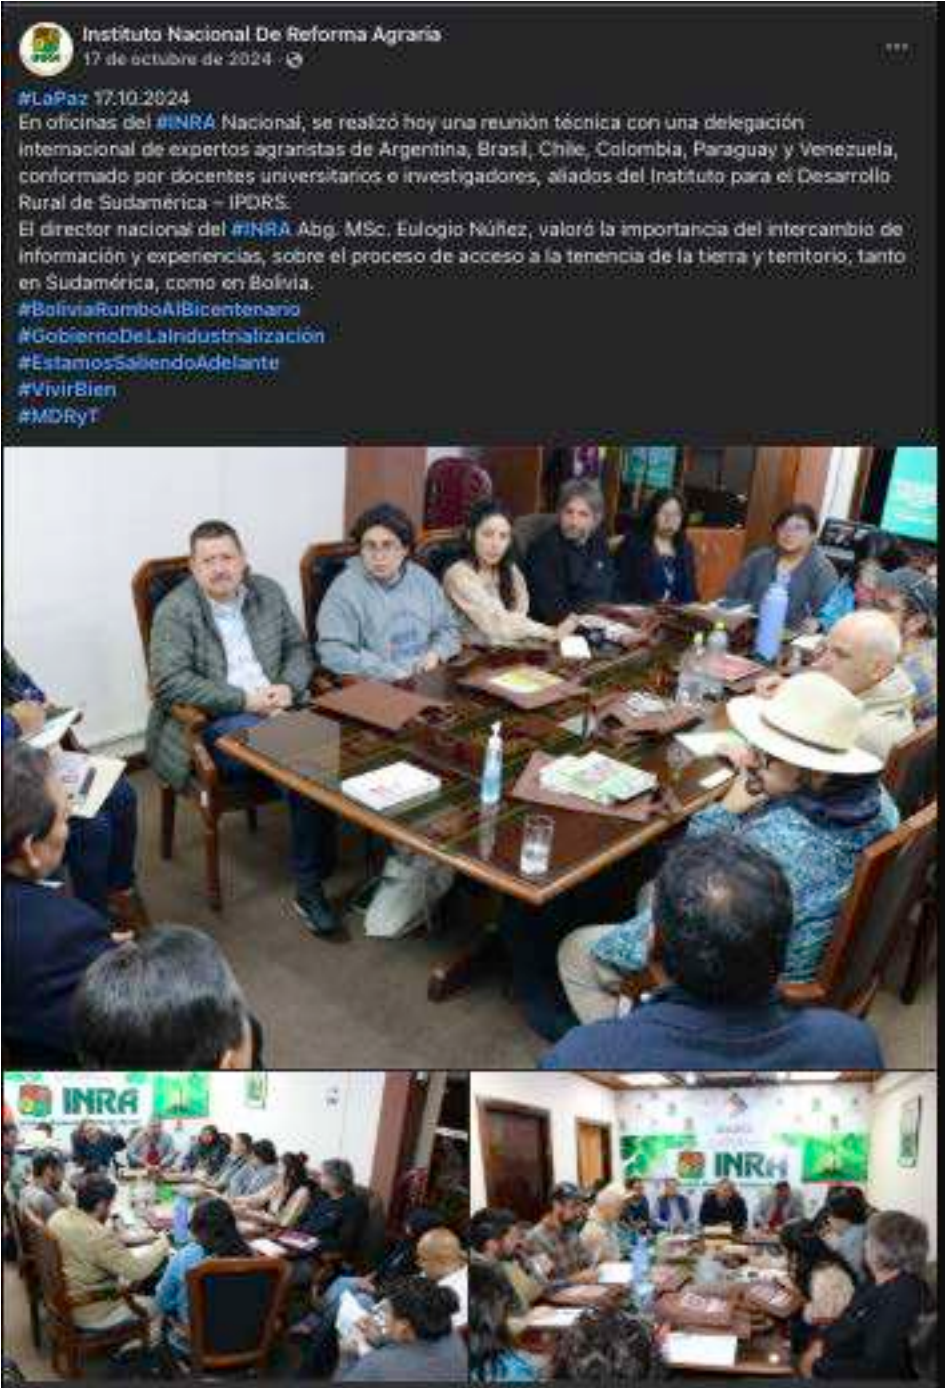 Instituto Nacional De Reforma Agraria
17 de octubre de 2024
#LaPaz 17.10.2024
En oficinas del #INRA Nacional, se realizó hoy una reunión técnica con una delegación
internacional de expertos agraristas de Argentina, Brasil, Chile, Colombia, Paraguay y Venezuela,
conformado por docentes universitarios e investigadores, aliados del Instituto para el Desarrollo
Rural de Sudamérica – IPDRS.
El director nacional del #INRA Abg. MSc. Eulogio Núñez, valoró la importancia del intercambio de
información y experiencias, sobre el proceso de acceso a la tenencia de la tierra y territorio, tanto
en Sudamérica, como en Bolivia.
#BoliviaRumboAlBicentenario
#GobiernoDeLaIndustrialización
#EstamosSaliendoAdelante
#VivirBien
#MDRyT
INRA
INRA